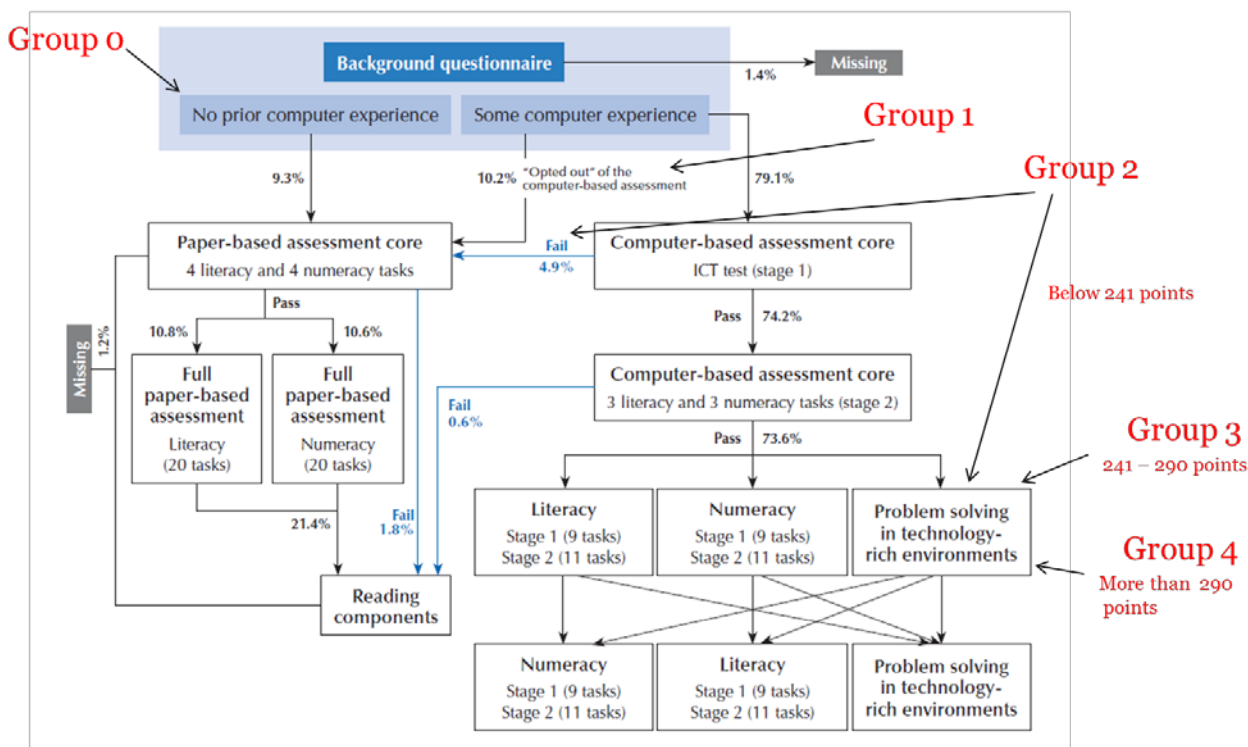 Group 0
Background questionnaire
1.4%
Missing
No prior computer experience
Some computer experience
Group 1
9.3%
10.2%
"Opted out" of the
computer-based assessment
79.1%
Group 2
Paper-based assessment core
4 literacy and 4 numeracy tasks
Fail
4.9%
Computer-based assessment core
ICT test (stage 1)
Below 241 points
Pass
Pass
74.2%
Missing
1.2%
10.8%
10.6%
Full
paper-based
assessment
Literacy
(20 tasks)
Full
paper-based
assessment
Numeracy
(20 tasks)
Fail
0.6%
Computer-based assessment core
3 literacy and 3 numeracy tasks (stage 2)
Pass
73.6%
Group 3
241 – 290 points
21.4%
Fail
1.8%
Literacy
Stage 1 (9 tasks)
Stage 2 (11 tasks)
Numeracy
Stage 1 (9 tasks)
Stage 2 (11 tasks)
Problem solving
in technology-
rich environments
Group 4
More than 290
points
Reading
components
Numeracy
Stage 1 (9 tasks)
Stage 2 (11 tasks)
Literacy
Stage 1 (9 tasks)
Stage 2 (11 tasks)
Problem solving
in technology-
rich environments